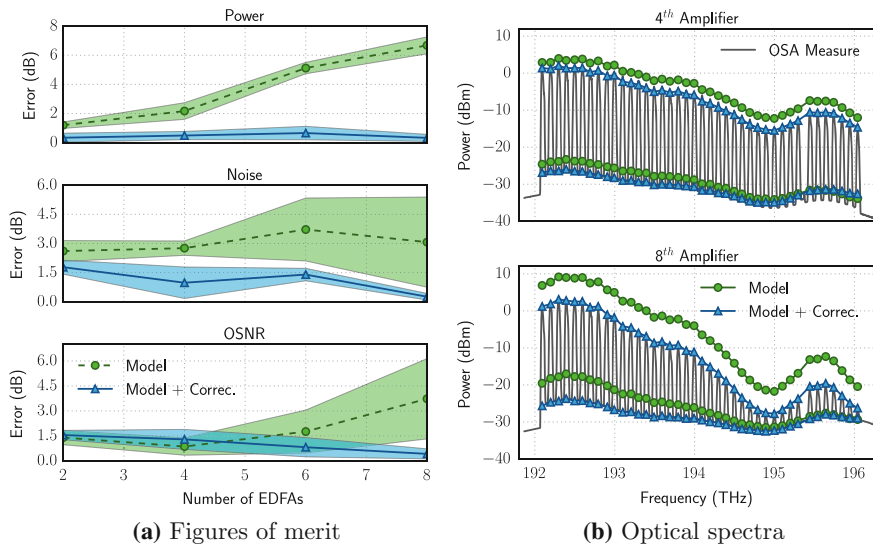 Power
8
6
4
2
0
Error (dB)
Noise
6.0
4.5
3.0
1.5
0.0
Error (dB)
OSNR
6.0
4.5
3.0
1.5
0.0
Error (dB)
Model
Model + Correc.
2 3 4 5 6 7 8
Number of EDFAs
(a) Figures of merit
4th Amplifier
10
0
−10
−20
−30
−40
Power (dBm)
OSA Measure
8th Amplifier
10
0
−10
−20
−30
−40
Power (dBm)
Model
Model + Correc.
192 193 194 195 196
Frequency (THz)
(b) Optical spectra